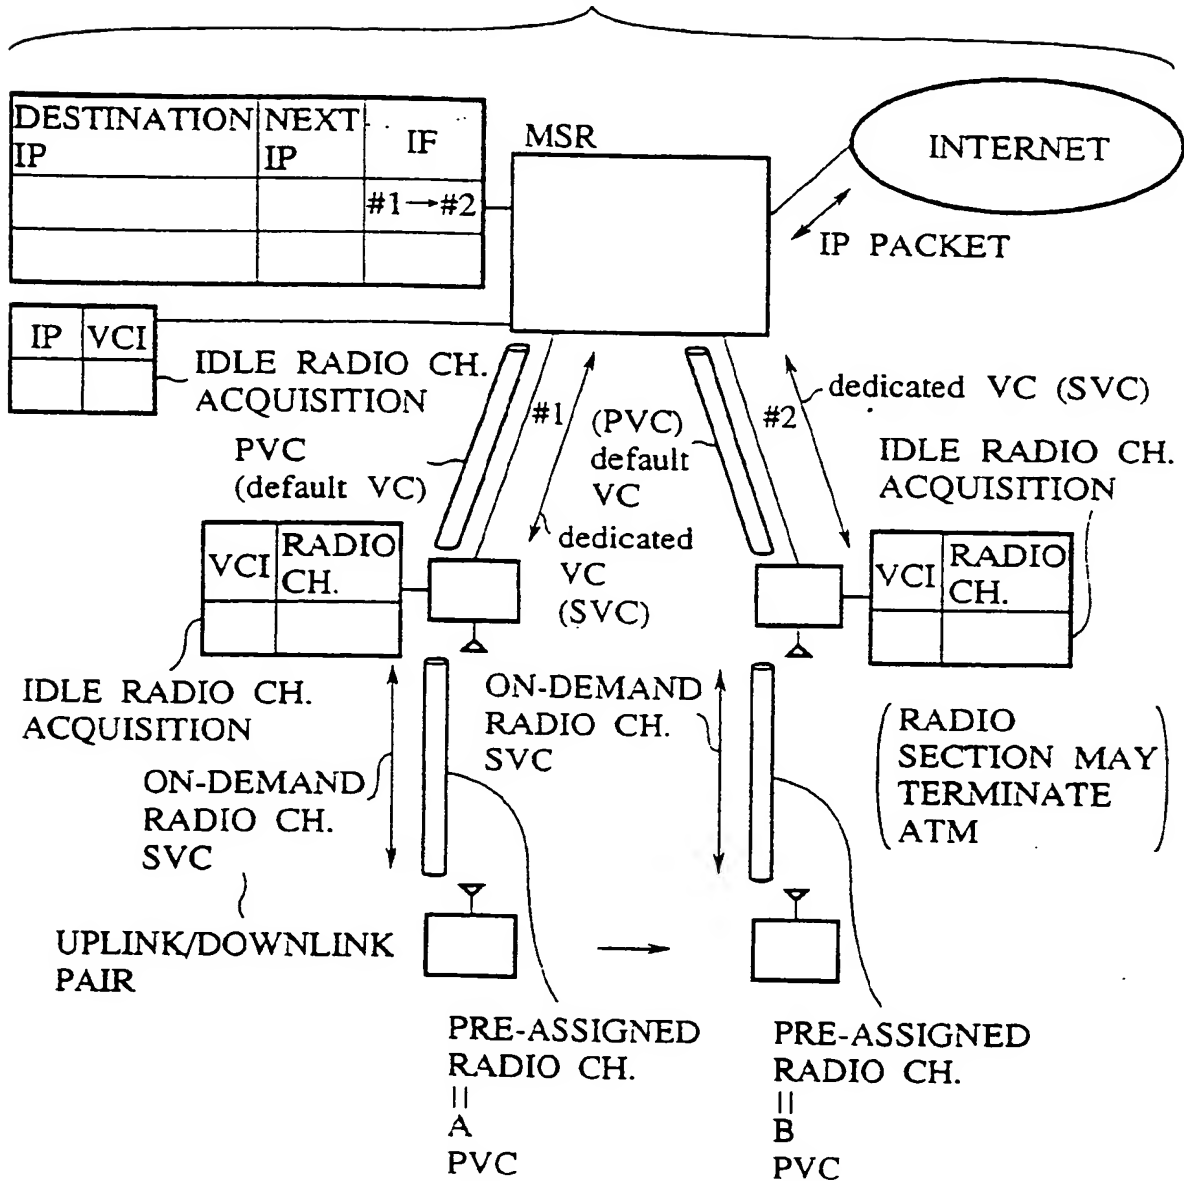 DESTINATION IP
NEXT IP
IF
#1→#2
MSR
INTERNET
IP PACKET
IP
VCI
IDLE RADIO CH.
ACQUISITION
PVC
(default VC)
#1
(PVC)
default
VC
#2
dedicated VC (SVC)
IDLE RADIO CH.
ACQUISITION
dedicated
VC
(SVC)
VCI
RADIO
CH.
VCI
RADIO
CH.
IDLE RADIO CH.
ACQUISITION
ON-DEMAND
RADIO CH.
SVC
ON-DEMAND
RADIO CH.
SVC
(RADIO
SECTION MAY
TERMINATE
ATM)
UPLINK/DOWNLINK
PAIR
PRE-ASSIGNED
RADIO CH.
=
A
PVC
PRE-ASSIGNED
RADIO CH.
=
B
PVC